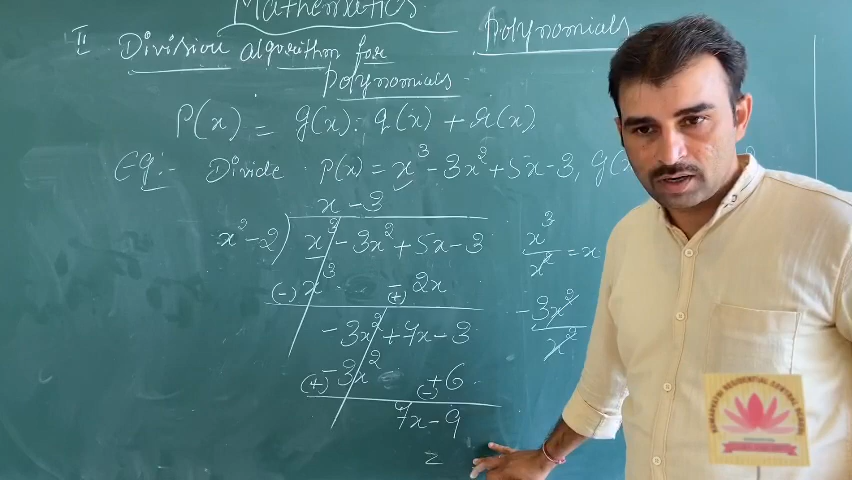 Mathematics
II Division algorithm for Polynomials
Polynomials
P(x) = g(x). q(x) + r(x)
Eg:- Divide P(x) = x³ - 3x² + 5x - 3, g(x
x - 3
x² - 2) x³ - 3x² + 5x - 3
x³ - 2x
(-) (+)
- 3x² + 7x - 3
- 3x² + 6
(+) (-)
7x - 9
x³/x² = x
- 3x²/x²